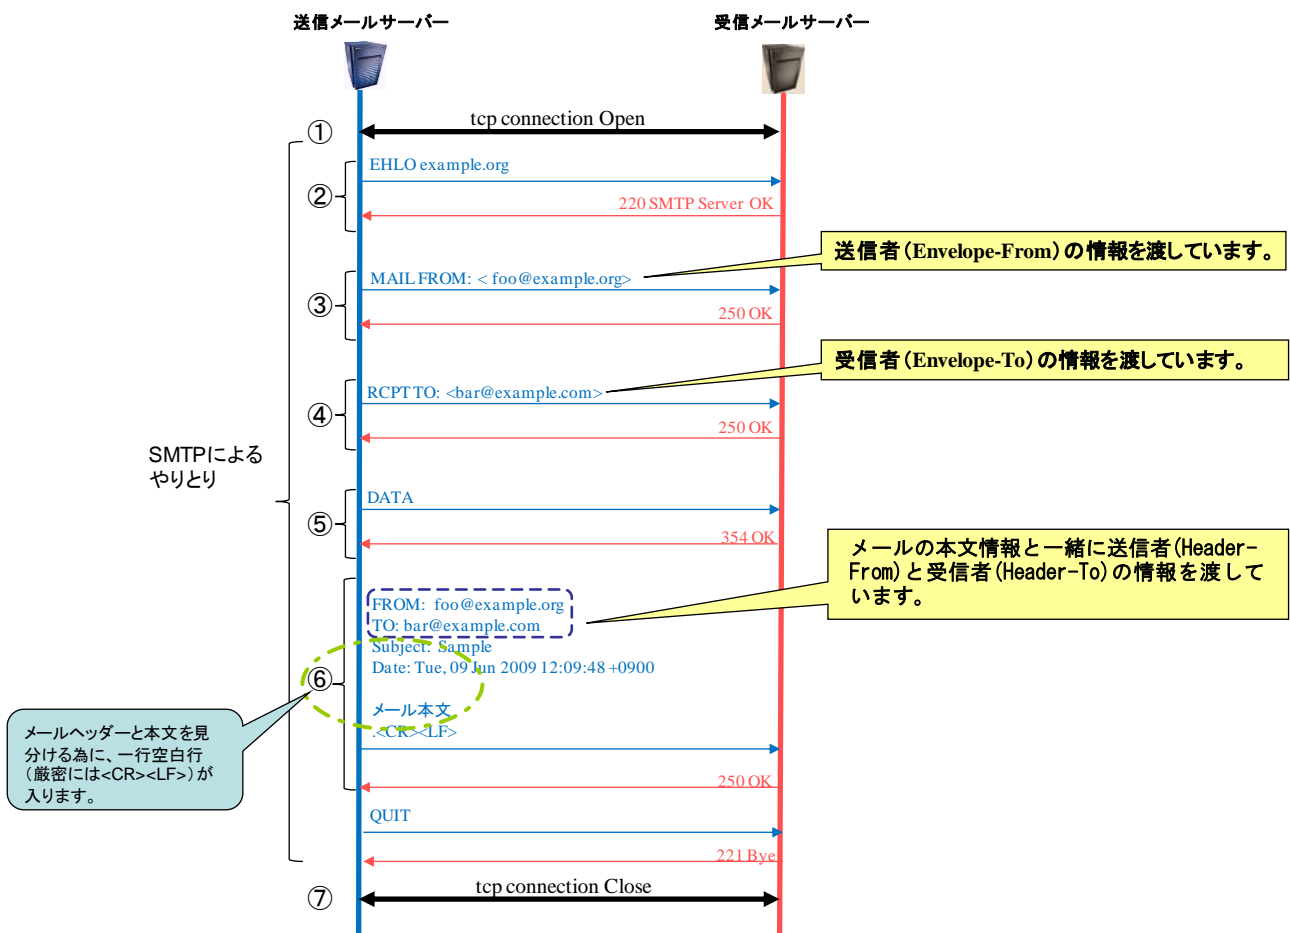 送信メールサーバー
受信メールサーバー
tcp connection Open
①
EHLO example.org
②
220 SMTP Server OK
送信者(Envelope-From)の情報を渡しています。
MAIL FROM: < foo@example.org>
③
250 OK
受信者(Envelope-To)の情報を渡しています。
RCPT TO: <bar@example.com>
④
250 OK
SMTPによる
やりとり
DATA
⑤
354 OK
メールの本文情報と一緒に送信者(Header-
From)と受信者(Header-To)の情報を渡して
います。
FROM: foo@example.org
TO: bar@example.com
Subject: Sample
Date: Tue, 09 Jun 2009 12:09:48 +0900
⑥
メール本文
.<CR><LF>
メールヘッダーと本文を見
分ける為に、一行空白行
(厳密には<CR><LF>)が
入ります。
250 OK
QUIT
221 Bye
tcp connection Close
⑦